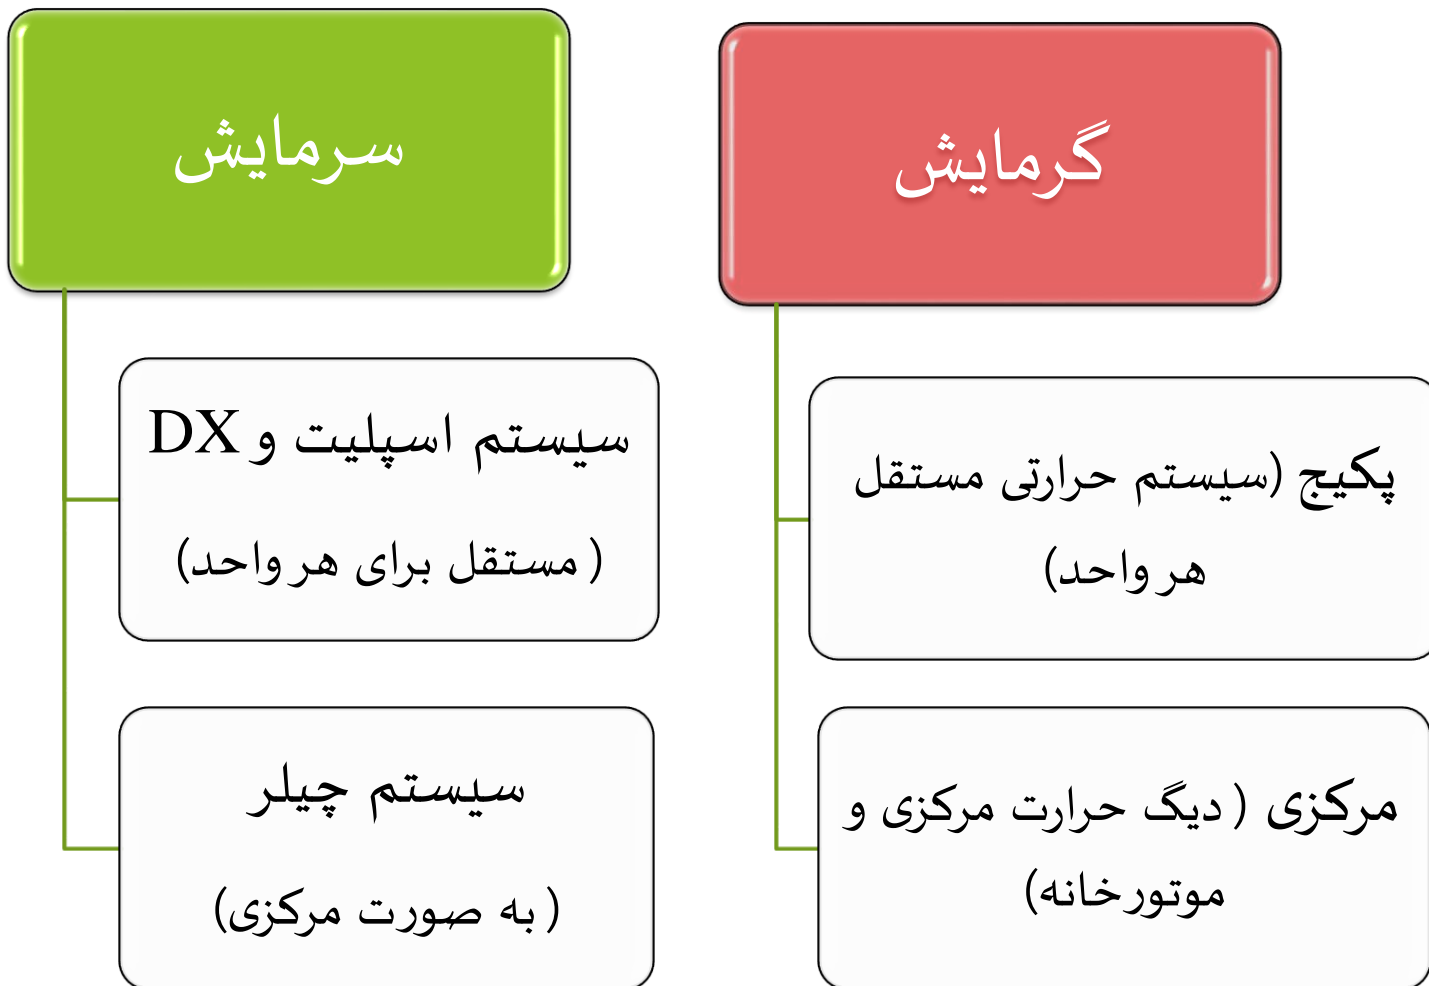 گرمایش
پکیج (سیستم حرارتی مستقل
هر واحد)
مرکزی ( دیگ حرارت مرکزی و
موتورخانه)
سرمایش
سیستم اسپلیت و DX
( مستقل برای هر واحد)
سیستم چیلر
( به صورت مرکزی)